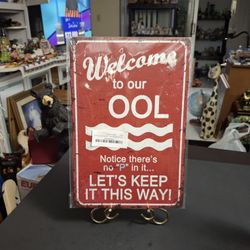 Welcome
to our
OOL
Notice there's
no "P" in it...
LET'S KEEP
IT THIS WAY!